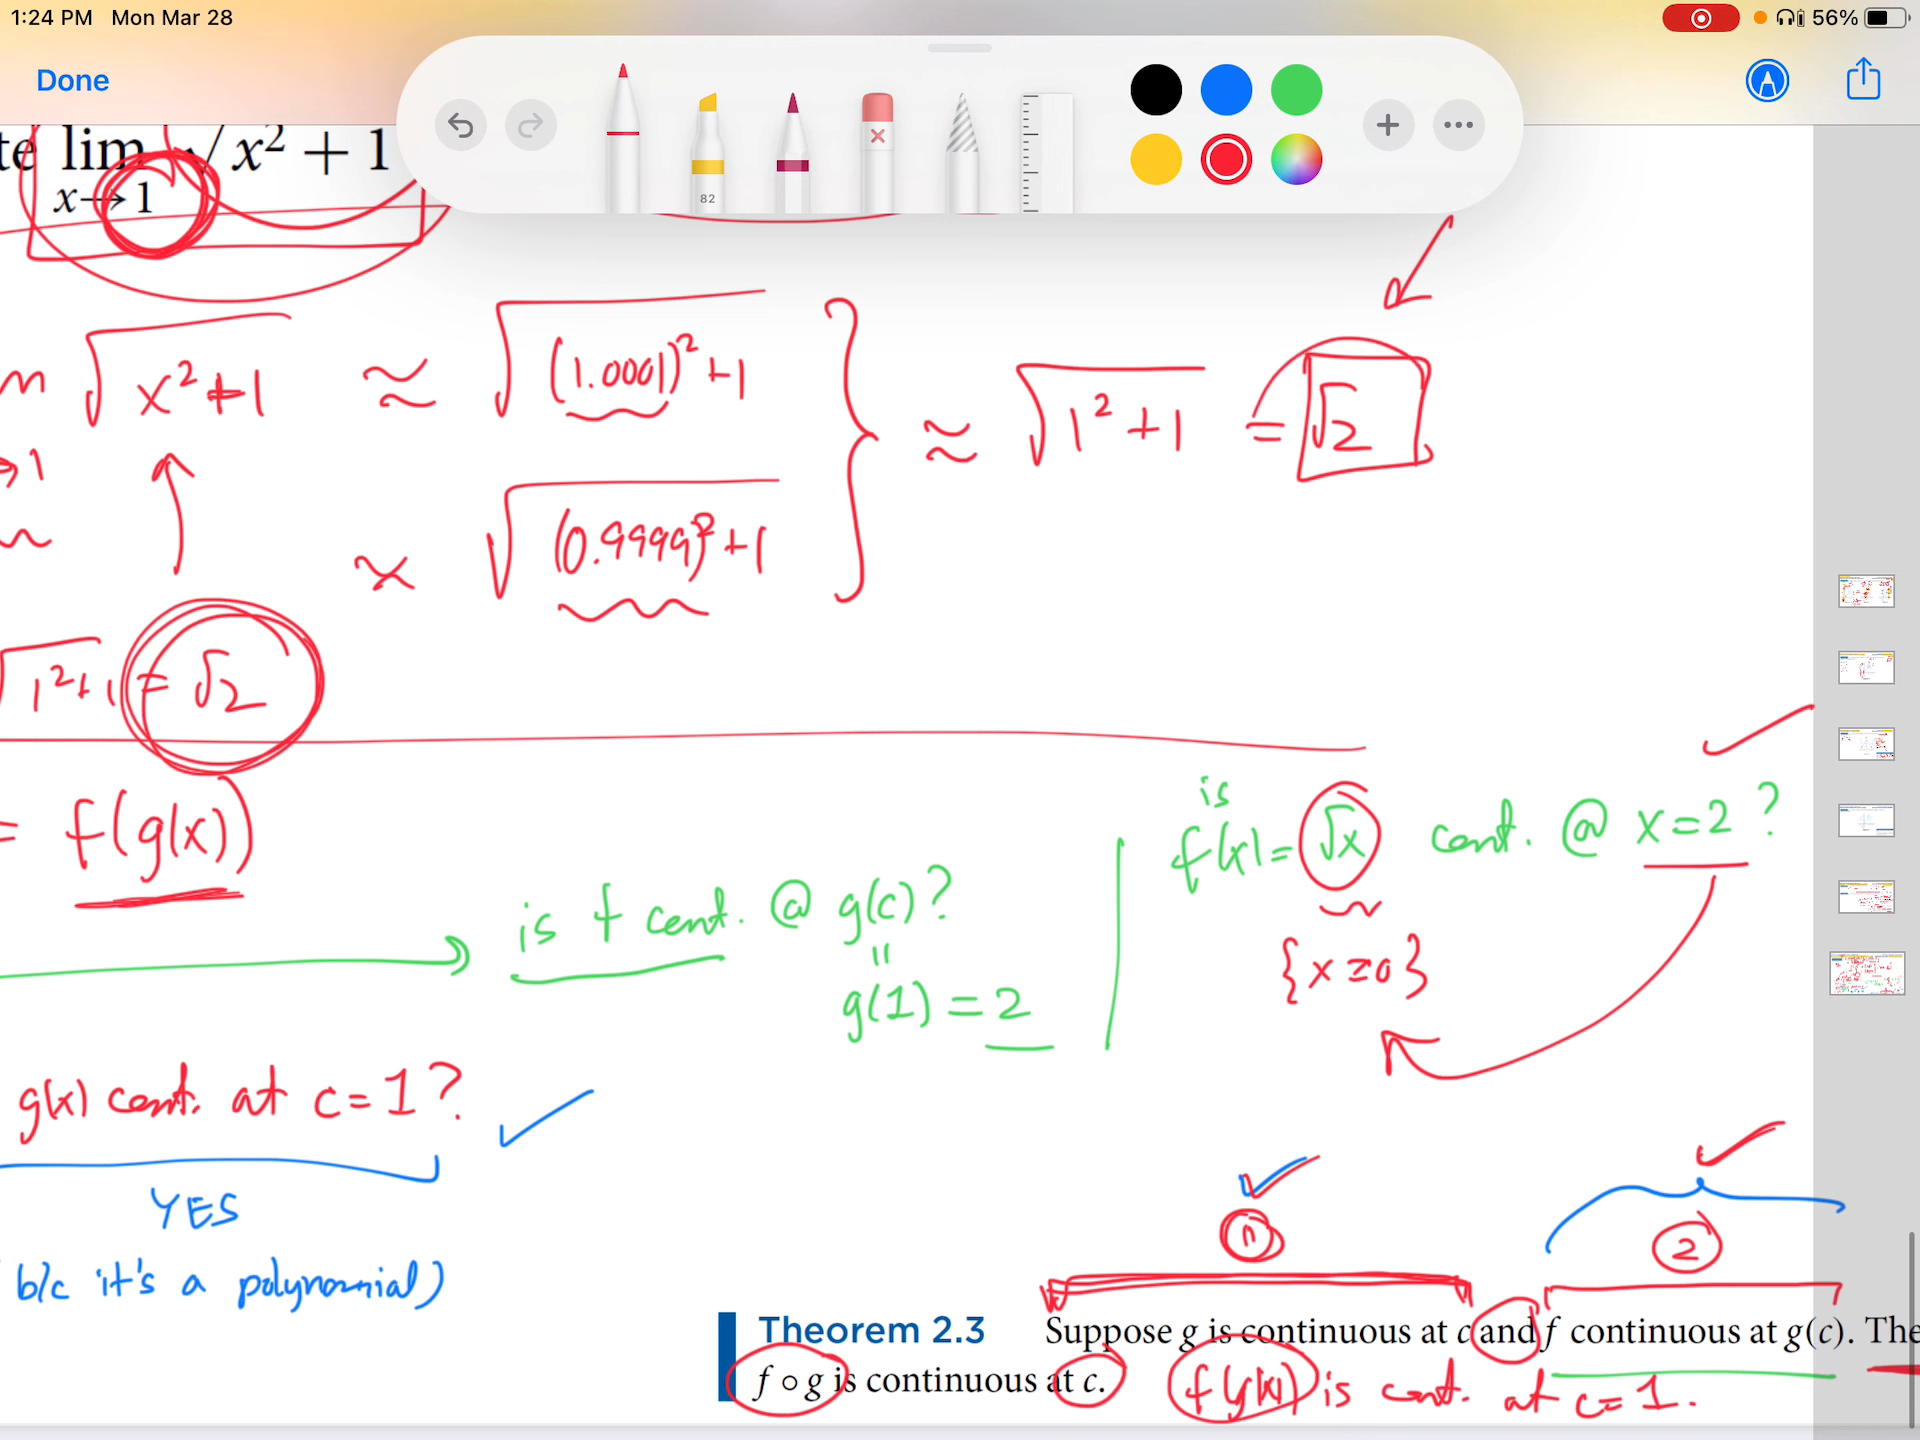 1:24 PM Mon Mar 28
56%
Done
82
te lim √x² + 1
x→1
m √x²+1 ≈ √(1.0001)²+1
→1
≈ √1²+1 = √2
≈ √(0.9999)²+1
√1²+1 = √2
= f(g(x))
is f cont. @ g(c)?
=
g(1) = 2
is
f(x) = √x cont. @ x=2?
{x≥0}
g(x) cont. at c=1?
YES
(b/c it's a polynomial)
1
2
Theorem 2.3 Suppose g is continuous at c and f continuous at g(c). The
f ∘ g is continuous at c. f(g(x)) is cont. at c=1.